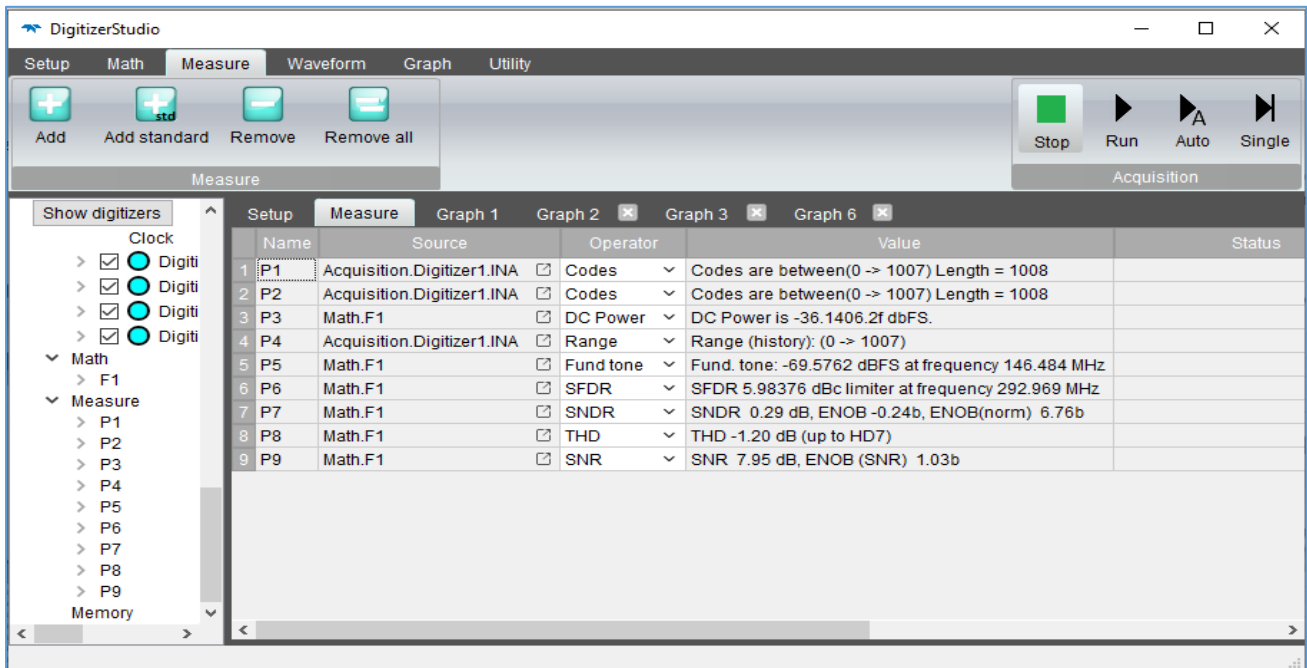 DigitizerStudio
Setup Math Measure Waveform Graph Utility
Add Add standard Remove Remove all
std
Measure
Stop Run Auto Single
A
Acquisition
Show digitizers
Clock
Digiti
Digiti
Digiti
Digiti
Math
F1
Measure
P1
P2
P3
P4
P5
P6
P7
P8
P9
Memory
Setup Measure Graph 1 Graph 2 Graph 3 Graph 6
Name Source Operator Value Status
1 P1 Acquisition.Digitizer1.INA Codes Codes are between(0 -> 1007) Length = 1008
2 P2 Acquisition.Digitizer1.INA Codes Codes are between(0 -> 1007) Length = 1008
3 P3 Math.F1 DC Power DC Power is -36.1406.2f dbFS.
4 P4 Acquisition.Digitizer1.INA Range Range (history): (0 -> 1007)
5 P5 Math.F1 Fund tone Fund. tone: -69.5762 dBFS at frequency 146.484 MHz
6 P6 Math.F1 SFDR SFDR 5.98376 dBc limiter at frequency 292.969 MHz
7 P7 Math.F1 SNDR SNDR 0.29 dB, ENOB -0.24b, ENOB(norm) 6.76b
8 P8 Math.F1 THD THD -1.20 dB (up to HD7)
9 P9 Math.F1 SNR SNR 7.95 dB, ENOB (SNR) 1.03b